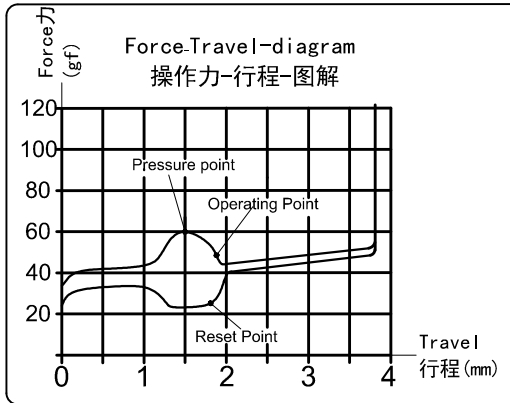 Force力
(gf)
Force-Travel-diagram
操作力-行程-图解
120
100
80
60
40
20
Pressure point
Operating Point
Reset Point
0
1
2
3
4
Travel
行程(mm)